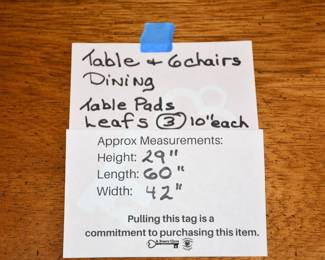 Table & 6 chairs
Dining
Table Pads
Leafs 3 10" each
Approx Measurements:
Height: 29"
Length: 60"
Width: 42"
Pulling this tag is a
commitment to purchasing this item.